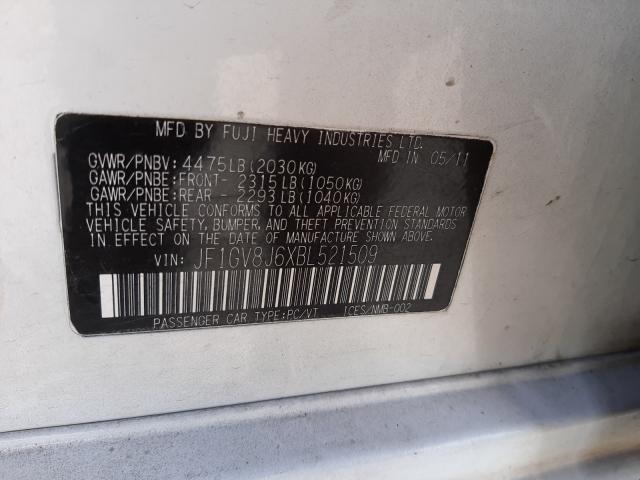 MFD BY FUJI HEAVY INDUSTRIES LTD.
MFD IN 05/11
GVWR/PNBV: 4475LB(2030KG)
GAWR/PNBE:FRONT- 2315LB(1050KG)
GAWR/PNBE:REAR - 2293LB(1040KG)
THIS VEHICLE CONFORMS TO ALL APPLICABLE FEDERAL MOTOR
VEHICLE SAFETY, BUMPER, AND THEFT PREVENTION STANDARDS
IN EFFECT ON THE DATE OF MANUFACTURE SHOWN ABOVE.
VIN: JF1GV8J6XBL521509
PASSENGER CAR TYPE:PC/VT ICES/NMB-002